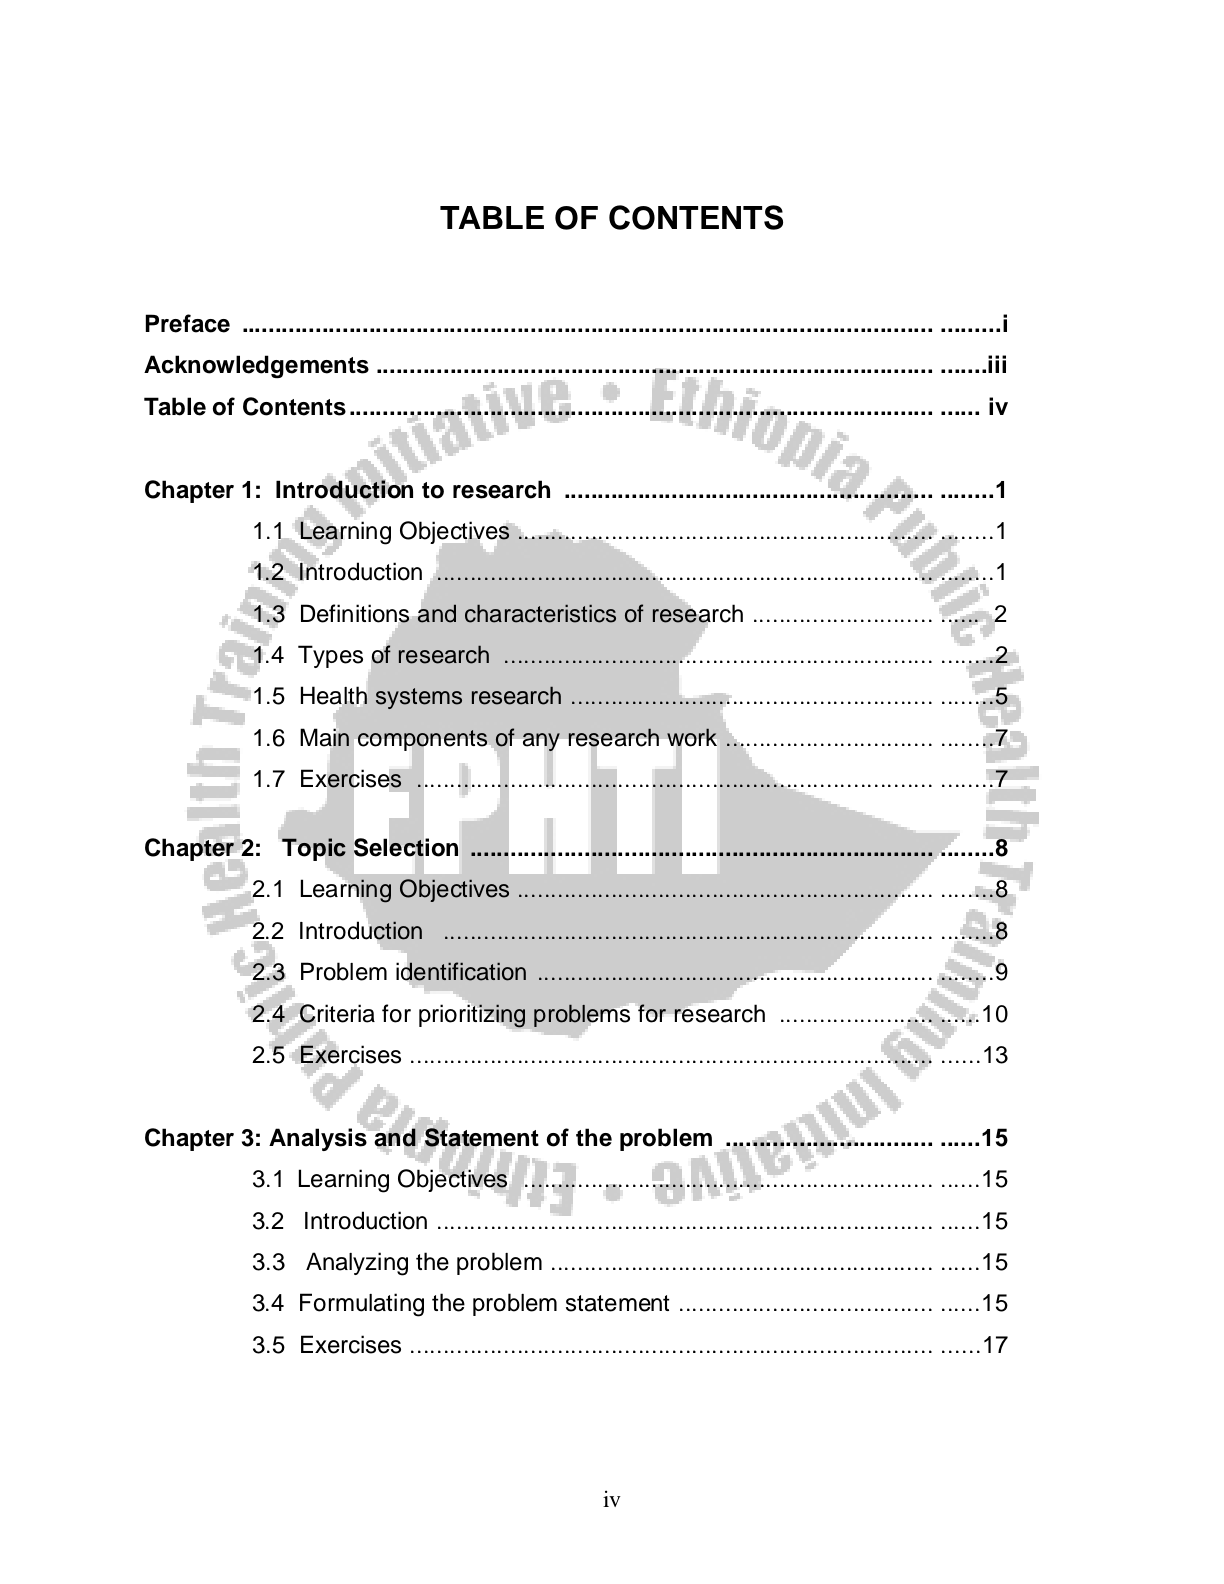 TABLE OF CONTENTS
Preface ........................................................................................................ .........i
Acknowledgements ................................................................................... .......iii
Table of Contents....................................................................................... ...... iv
Chapter 1: Introduction to research ....................................................... ........1
1.1 Learning Objectives .............................................................. ........1
1.2 Introduction .......................................................................... ........1
1.3 Definitions and characteristics of research ........................... ...... 2
1.4 Types of research ................................................................ ........2
1.5 Health systems research ...................................................... ........5
1.6 Main components of any research work ............................... ........7
1.7 Exercises ............................................................................. ........7
Chapter 2: Topic Selection ..................................................................... ........8
2.1 Learning Objectives .............................................................. ........8
2.2 Introduction ......................................................................... ........8
2.3 Problem identification ........................................................... ........9
2.4 Criteria for prioritizing problems for research ....................... ......10
2.5 Exercises .............................................................................. ......13
Chapter 3: Analysis and Statement of the problem ............................... ......15
3.1 Learning Objectives ............................................................. ......15
3.2 Introduction .......................................................................... ......15
3.3 Analyzing the problem ......................................................... ......15
3.4 Formulating the problem statement ...................................... ......15
3.5 Exercises .............................................................................. ......17
Ethiopia Public Health Training Initiative • Ethiopia Public Health Training Initiative •
EPHTI
iv